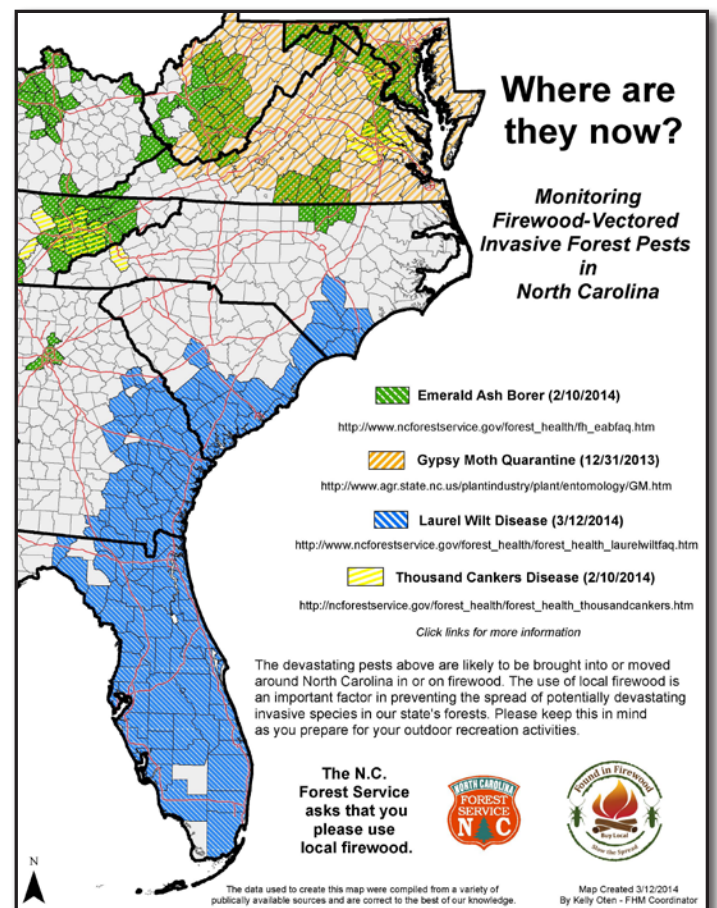 Where are
they now?
Monitoring
Firewood-Vectored
Invasive Forest Pests
in
North Carolina
Emerald Ash Borer (2/10/2014)
http://www.ncforestservice.gov/forest_health/fh_eabfaq.htm
Gypsy Moth Quarantine (12/31/2013)
http://www.agr.state.nc.us/plantindustry/plant/entomology/GM.htm
Laurel Wilt Disease (3/12/2014)
http://www.ncforestservice.gov/forest_health/forest_health_laurelwiltfaq.htm
Thousand Cankers Disease (2/10/2014)
http://ncforestservice.gov/forest_health/forest_health_thousandcankers.htm
Click links for more information
The devastating pests above are likely to be brought into or moved
around North Carolina in or on firewood. The use of local firewood is
an important factor in preventing the spread of potentially devastating
invasive species in our state's forests. Please keep this in mind
as you prepare for your outdoor recreation activities.
The N.C.
Forest Service
asks that you
please use
local firewood.
NORTH CAROLINA
FOREST
SERVICE
N C
Found in Firewood
Buy Local
Slow the Spread
N
The data used to create this map were compiled from a variety of
publically available sources and are correct to the best of our knowledge.
Map Created 3/12/2014
By Kelly Oten - FHM Coordinator